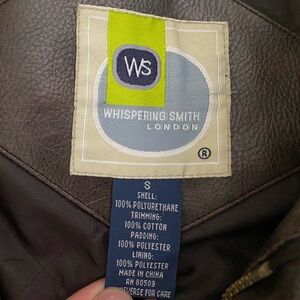 WS
WHISPERING SMITH
LONDON
®
S
SHELL:
100% POLYURETHANE
TRIMMING:
100% COTTON
PADDING:
100% POLYESTER
LINING:
100% POLYESTER
MADE IN CHINA
RN 80509
REVERSE FOR CARE